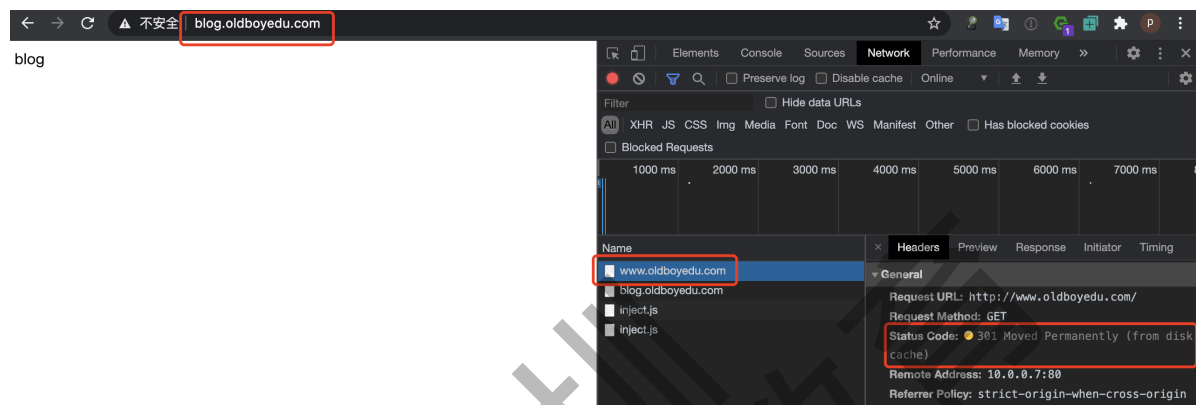 不安全 blog.oldboyedu.com
blog
Elements Console Sources Network Performance Memory »
Preserve log Disable cache Online
Filter Hide data URLs
All XHR JS CSS Img Media Font Doc WS Manifest Other Has blocked cookies
Blocked Requests
1000 ms 2000 ms 3000 ms 4000 ms 5000 ms 6000 ms 7000 ms
Name × Headers Preview Response Initiator Timing
www.oldboyedu.com
blog.oldboyedu.com
inject.js
inject.js
General
Request URL: http://www.oldboyedu.com/
Request Method: GET
Status Code: 301 Moved Permanently (from disk
cache)
Remote Address: 10.0.0.7:80
Referrer Policy: strict-origin-when-cross-origin